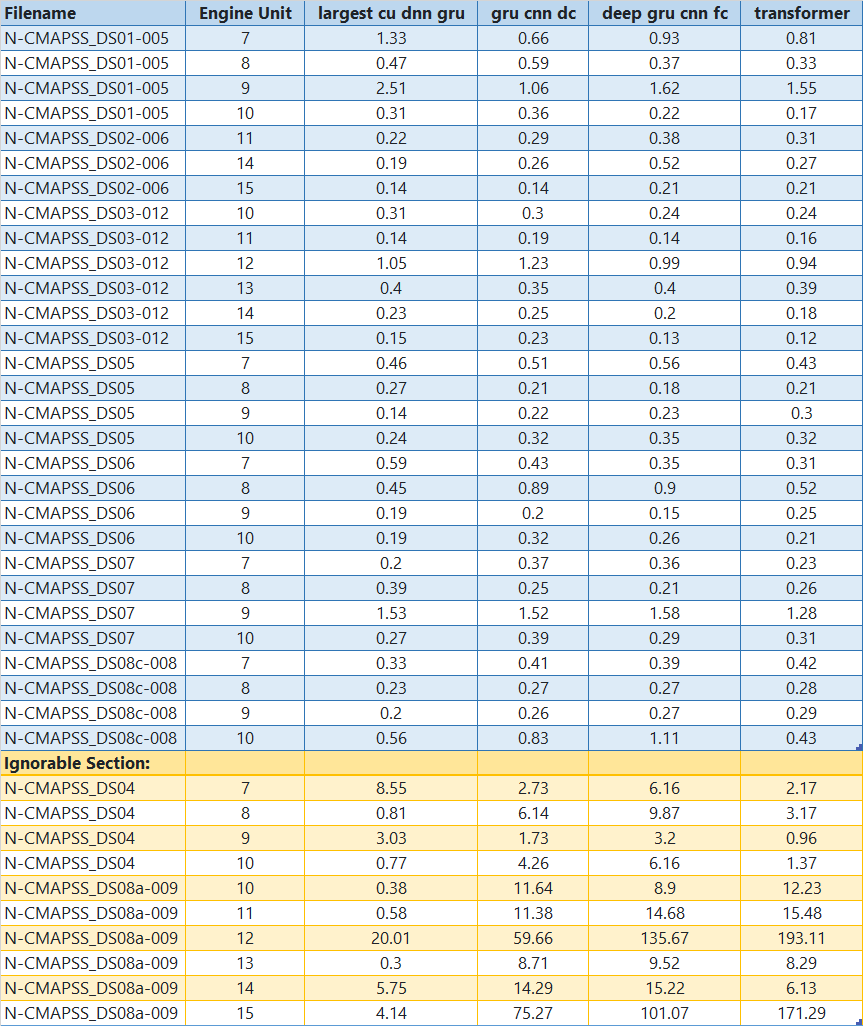 Filename Engine Unit largest cu dnn gru gru cnn dc deep gru cnn fc transformer
N-CMAPSS_DS01-005 7 1.33 0.66 0.93 0.81
N-CMAPSS_DS01-005 8 0.47 0.59 0.37 0.33
N-CMAPSS_DS01-005 9 2.51 1.06 1.62 1.55
N-CMAPSS_DS01-005 10 0.31 0.36 0.22 0.17
N-CMAPSS_DS02-006 11 0.22 0.29 0.38 0.31
N-CMAPSS_DS02-006 14 0.19 0.26 0.52 0.27
N-CMAPSS_DS02-006 15 0.14 0.14 0.21 0.21
N-CMAPSS_DS03-012 10 0.31 0.3 0.24 0.24
N-CMAPSS_DS03-012 11 0.14 0.19 0.14 0.16
N-CMAPSS_DS03-012 12 1.05 1.23 0.99 0.94
N-CMAPSS_DS03-012 13 0.4 0.35 0.4 0.39
N-CMAPSS_DS03-012 14 0.23 0.25 0.2 0.18
N-CMAPSS_DS03-012 15 0.15 0.23 0.13 0.12
N-CMAPSS_DS05 7 0.46 0.51 0.56 0.43
N-CMAPSS_DS05 8 0.27 0.21 0.18 0.21
N-CMAPSS_DS05 9 0.14 0.22 0.23 0.3
N-CMAPSS_DS05 10 0.24 0.32 0.35 0.32
N-CMAPSS_DS06 7 0.59 0.43 0.35 0.31
N-CMAPSS_DS06 8 0.45 0.89 0.9 0.52
N-CMAPSS_DS06 9 0.19 0.2 0.15 0.25
N-CMAPSS_DS06 10 0.19 0.32 0.26 0.21
N-CMAPSS_DS07 7 0.2 0.37 0.36 0.23
N-CMAPSS_DS07 8 0.39 0.25 0.21 0.26
N-CMAPSS_DS07 9 1.53 1.52 1.58 1.28
N-CMAPSS_DS07 10 0.27 0.39 0.29 0.31
N-CMAPSS_DS08c-008 7 0.33 0.41 0.39 0.42
N-CMAPSS_DS08c-008 8 0.23 0.27 0.27 0.28
N-CMAPSS_DS08c-008 9 0.2 0.26 0.27 0.29
N-CMAPSS_DS08c-008 10 0.56 0.83 1.11 0.43
Ignorable Section:
N-CMAPSS_DS04 7 8.55 2.73 6.16 2.17
N-CMAPSS_DS04 8 0.81 6.14 9.87 3.17
N-CMAPSS_DS04 9 3.03 1.73 3.2 0.96
N-CMAPSS_DS04 10 0.77 4.26 6.16 1.37
N-CMAPSS_DS08a-009 10 0.38 11.64 8.9 12.23
N-CMAPSS_DS08a-009 11 0.58 11.38 14.68 15.48
N-CMAPSS_DS08a-009 12 20.01 59.66 135.67 193.11
N-CMAPSS_DS08a-009 13 0.3 8.71 9.52 8.29
N-CMAPSS_DS08a-009 14 5.75 14.29 15.22 6.13
N-CMAPSS_DS08a-009 15 4.14 75.27 101.07 171.29